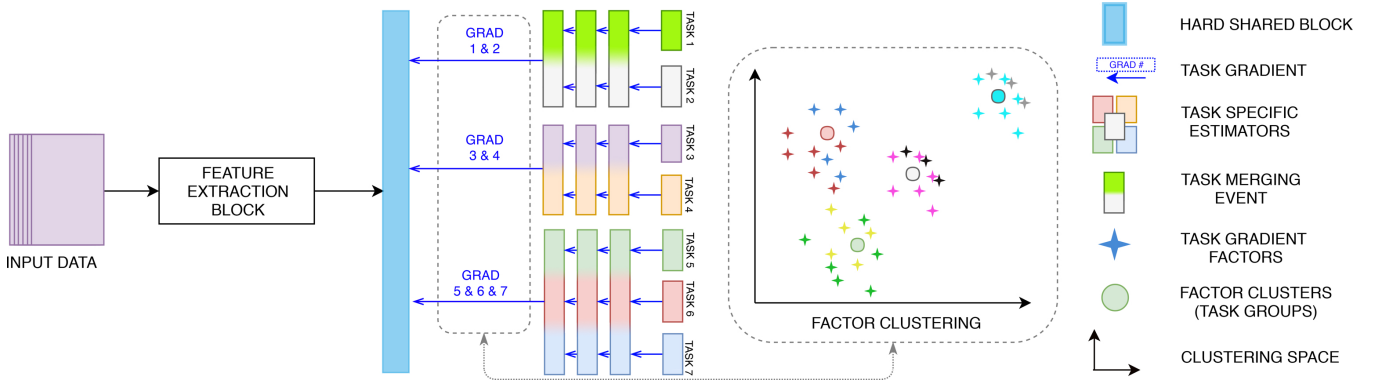 INPUT DATA
FEATURE
EXTRACTION
BLOCK
GRAD
1 & 2
GRAD
3 & 4
GRAD
5 & 6 & 7
TASK 1
TASK 2
TASK 3
TASK 4
TASK 5
TASK 6
TASK 7
FACTOR CLUSTERING
HARD SHARED BLOCK
GRAD #
TASK GRADIENT
TASK SPECIFIC
ESTIMATORS
TASK MERGING
EVENT
TASK GRADIENT
FACTORS
FACTOR CLUSTERS
(TASK GROUPS)
CLUSTERING SPACE